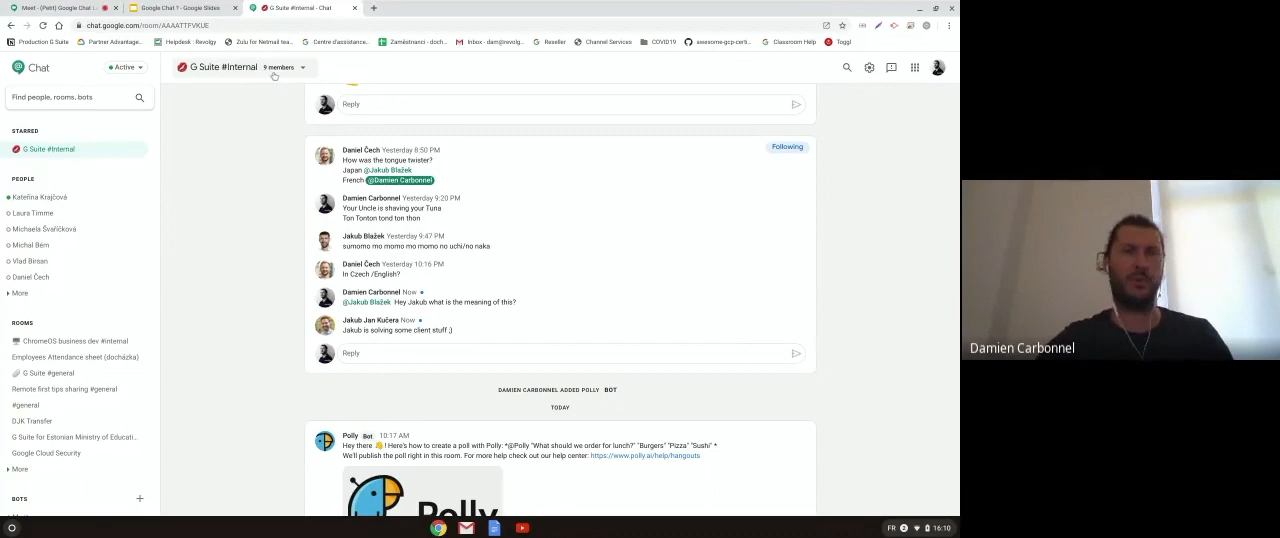 Meet - (Petit) Google Chat
Google Chat ? - Google Slides
G Suite #Internal - Chat
chat.google.com/room/AAAATTFVKUE
Production G Suite
Partner Advantage...
Helpdesk : Revolgy
Zulu for Netmail tea...
Centre d'assistance...
Zaměstnanci - doch...
Inbox - dam@revolg...
Reseller
Channel Services
COVID19
awesome-gcp-certi...
Classroom Help
Toggl
Chat
Active
G Suite #Internal 9 members
Find people, rooms, bots
STARRED
G Suite #Internal
PEOPLE
Kateřina Krajčová
Laura Timme
Michaela Švaříčková
Michal Bém
Vlad Birsan
Daniel Čech
More
ROOMS
ChromeOS business dev #internal
Employees Attendance sheet (docházka)
G Suite #general
Remote first tips sharing #general
#general
DJK Transfer
G Suite for Estonian Ministry of Educati...
Google Cloud Security
More
BOTS
Reply
Following
Daniel Čech Yesterday 8:50 PM
How was the tongue twister?
Japan @Jakub Blažek
French @Damien Carbonnel
Damien Carbonnel Yesterday 9:20 PM
Your Uncle is shaving your Tuna
Ton Tonton tond ton thon
Jakub Blažek Yesterday 9:47 PM
sumomo mo momo mo momo no uchi/no naka
Daniel Čech Yesterday 10:16 PM
In Czech /English?
Damien Carbonnel Now
@Jakub Blažek Hey Jakub what is the meaning of this?
Jakub Jan Kučera Now
Jakub is solving some client stuff ;)
Reply
DAMIEN CARBONNEL ADDED POLLY BOT
TODAY
Polly Bot 10:17 AM
Hey there 👋! Here's how to create a poll with Polly: *@Polly "What should we order for lunch?" "Burgers" "Pizza" "Sushi" *
We'll publish the poll right in this room. For more help check out our help center: https://www.polly.ai/help/hangouts
Polly
FR
16:10
Damien Carbonnel